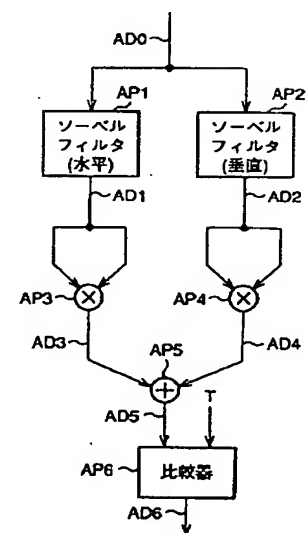 AD0
AP1
AP2
ソーベル
フィルタ
(水平)
ソーベル
フィルタ
(垂直)
AD1
AD2
AP3
×
AP4
×
AD3
AP5
AD4
+
AD5
T
AP6
比較器
AD6